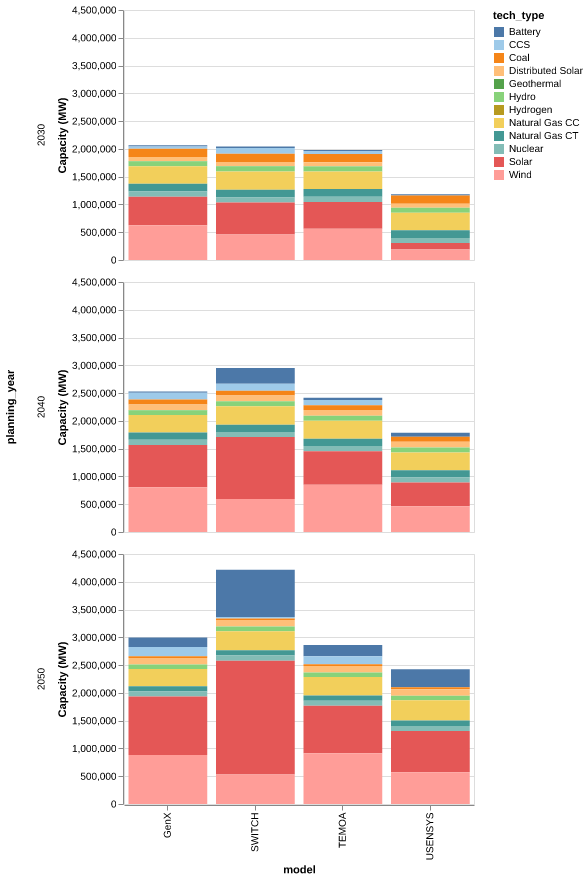 4,500,000
4,000,000
3,500,000
3,000,000
2,500,000
2,000,000
1,500,000
1,000,000
500,000
0
Capacity (MW)
2030
tech_type
Battery
CCS
Coal
Distributed Solar
Geothermal
Hydro
Hydrogen
Natural Gas CC
Natural Gas CT
Nuclear
Solar
Wind
4,500,000
4,000,000
3,500,000
3,000,000
2,500,000
2,000,000
1,500,000
1,000,000
500,000
0
Capacity (MW)
2040
planning_year
4,500,000
4,000,000
3,500,000
3,000,000
2,500,000
2,000,000
1,500,000
1,000,000
500,000
0
Capacity (MW)
2050
GenX
SWITCH
TEMOA
USENSYS
model